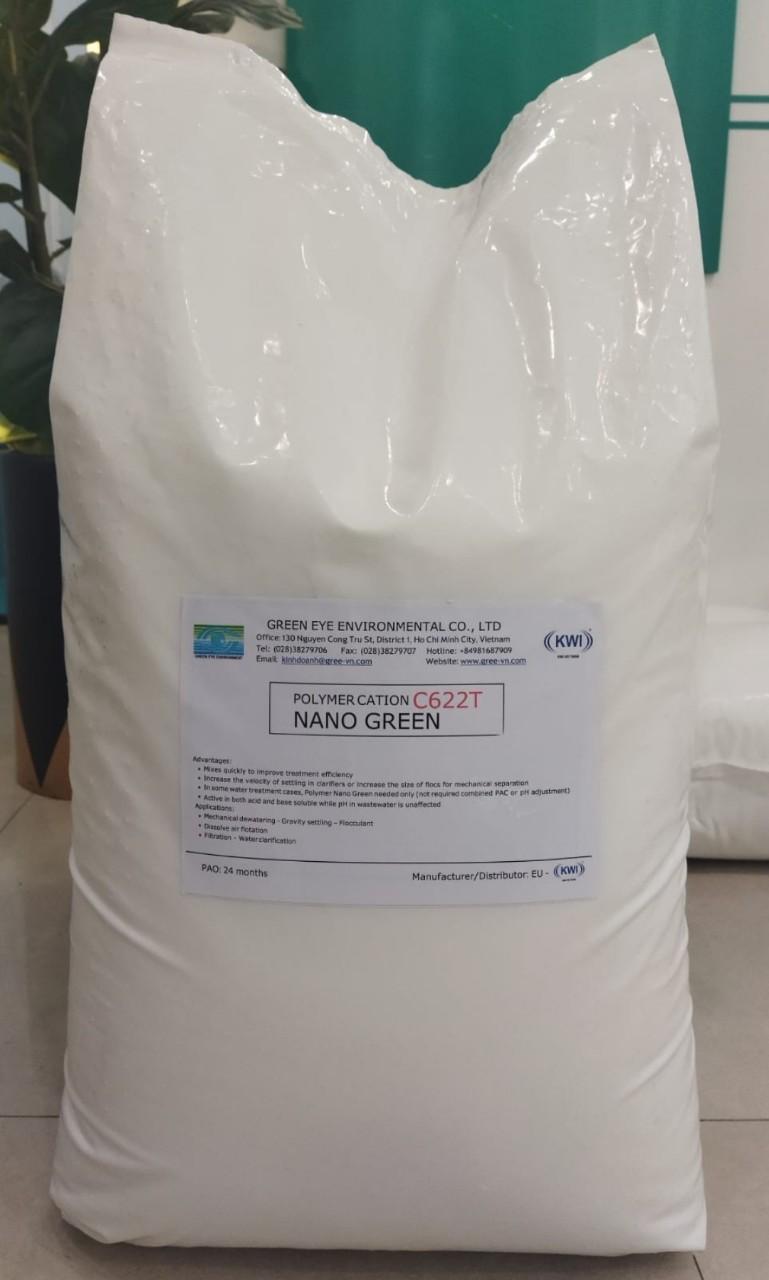 GREEN EYE ENVIRONMENTAL CO., LTD
Office: 130 Nguyen Cong Tru St, District 1, Ho Chi Minh City, Vietnam
Tel: (028)38279706 Fax: (028)38279707 Hotline: +84981687909
Email: kinhdoanh@gree-vn.com Website: www.gree-vn.com
GREEN EYE ENVIRONMENT
KWI
POLYMER CATION C622T
NANO GREEN
Advantages:
• Mixes quickly to improve treatment efficiency
• Increase the velocity of settling in clarifiers or increase the size of flocs for mechanical separation
• In some water treatment cases, Polymer Nano Green needed only (not required combined PAC or pH adjustment)
• Active in both acid and base soluble while pH in wastewater is unaffected
Applications:
• Mechanical dewatering - Gravity settling - Flocculant
• Dissolve air flotation
• Filtration - Water clarification
PAO: 24 months
Manufacturer/Distributor: EU - KWI